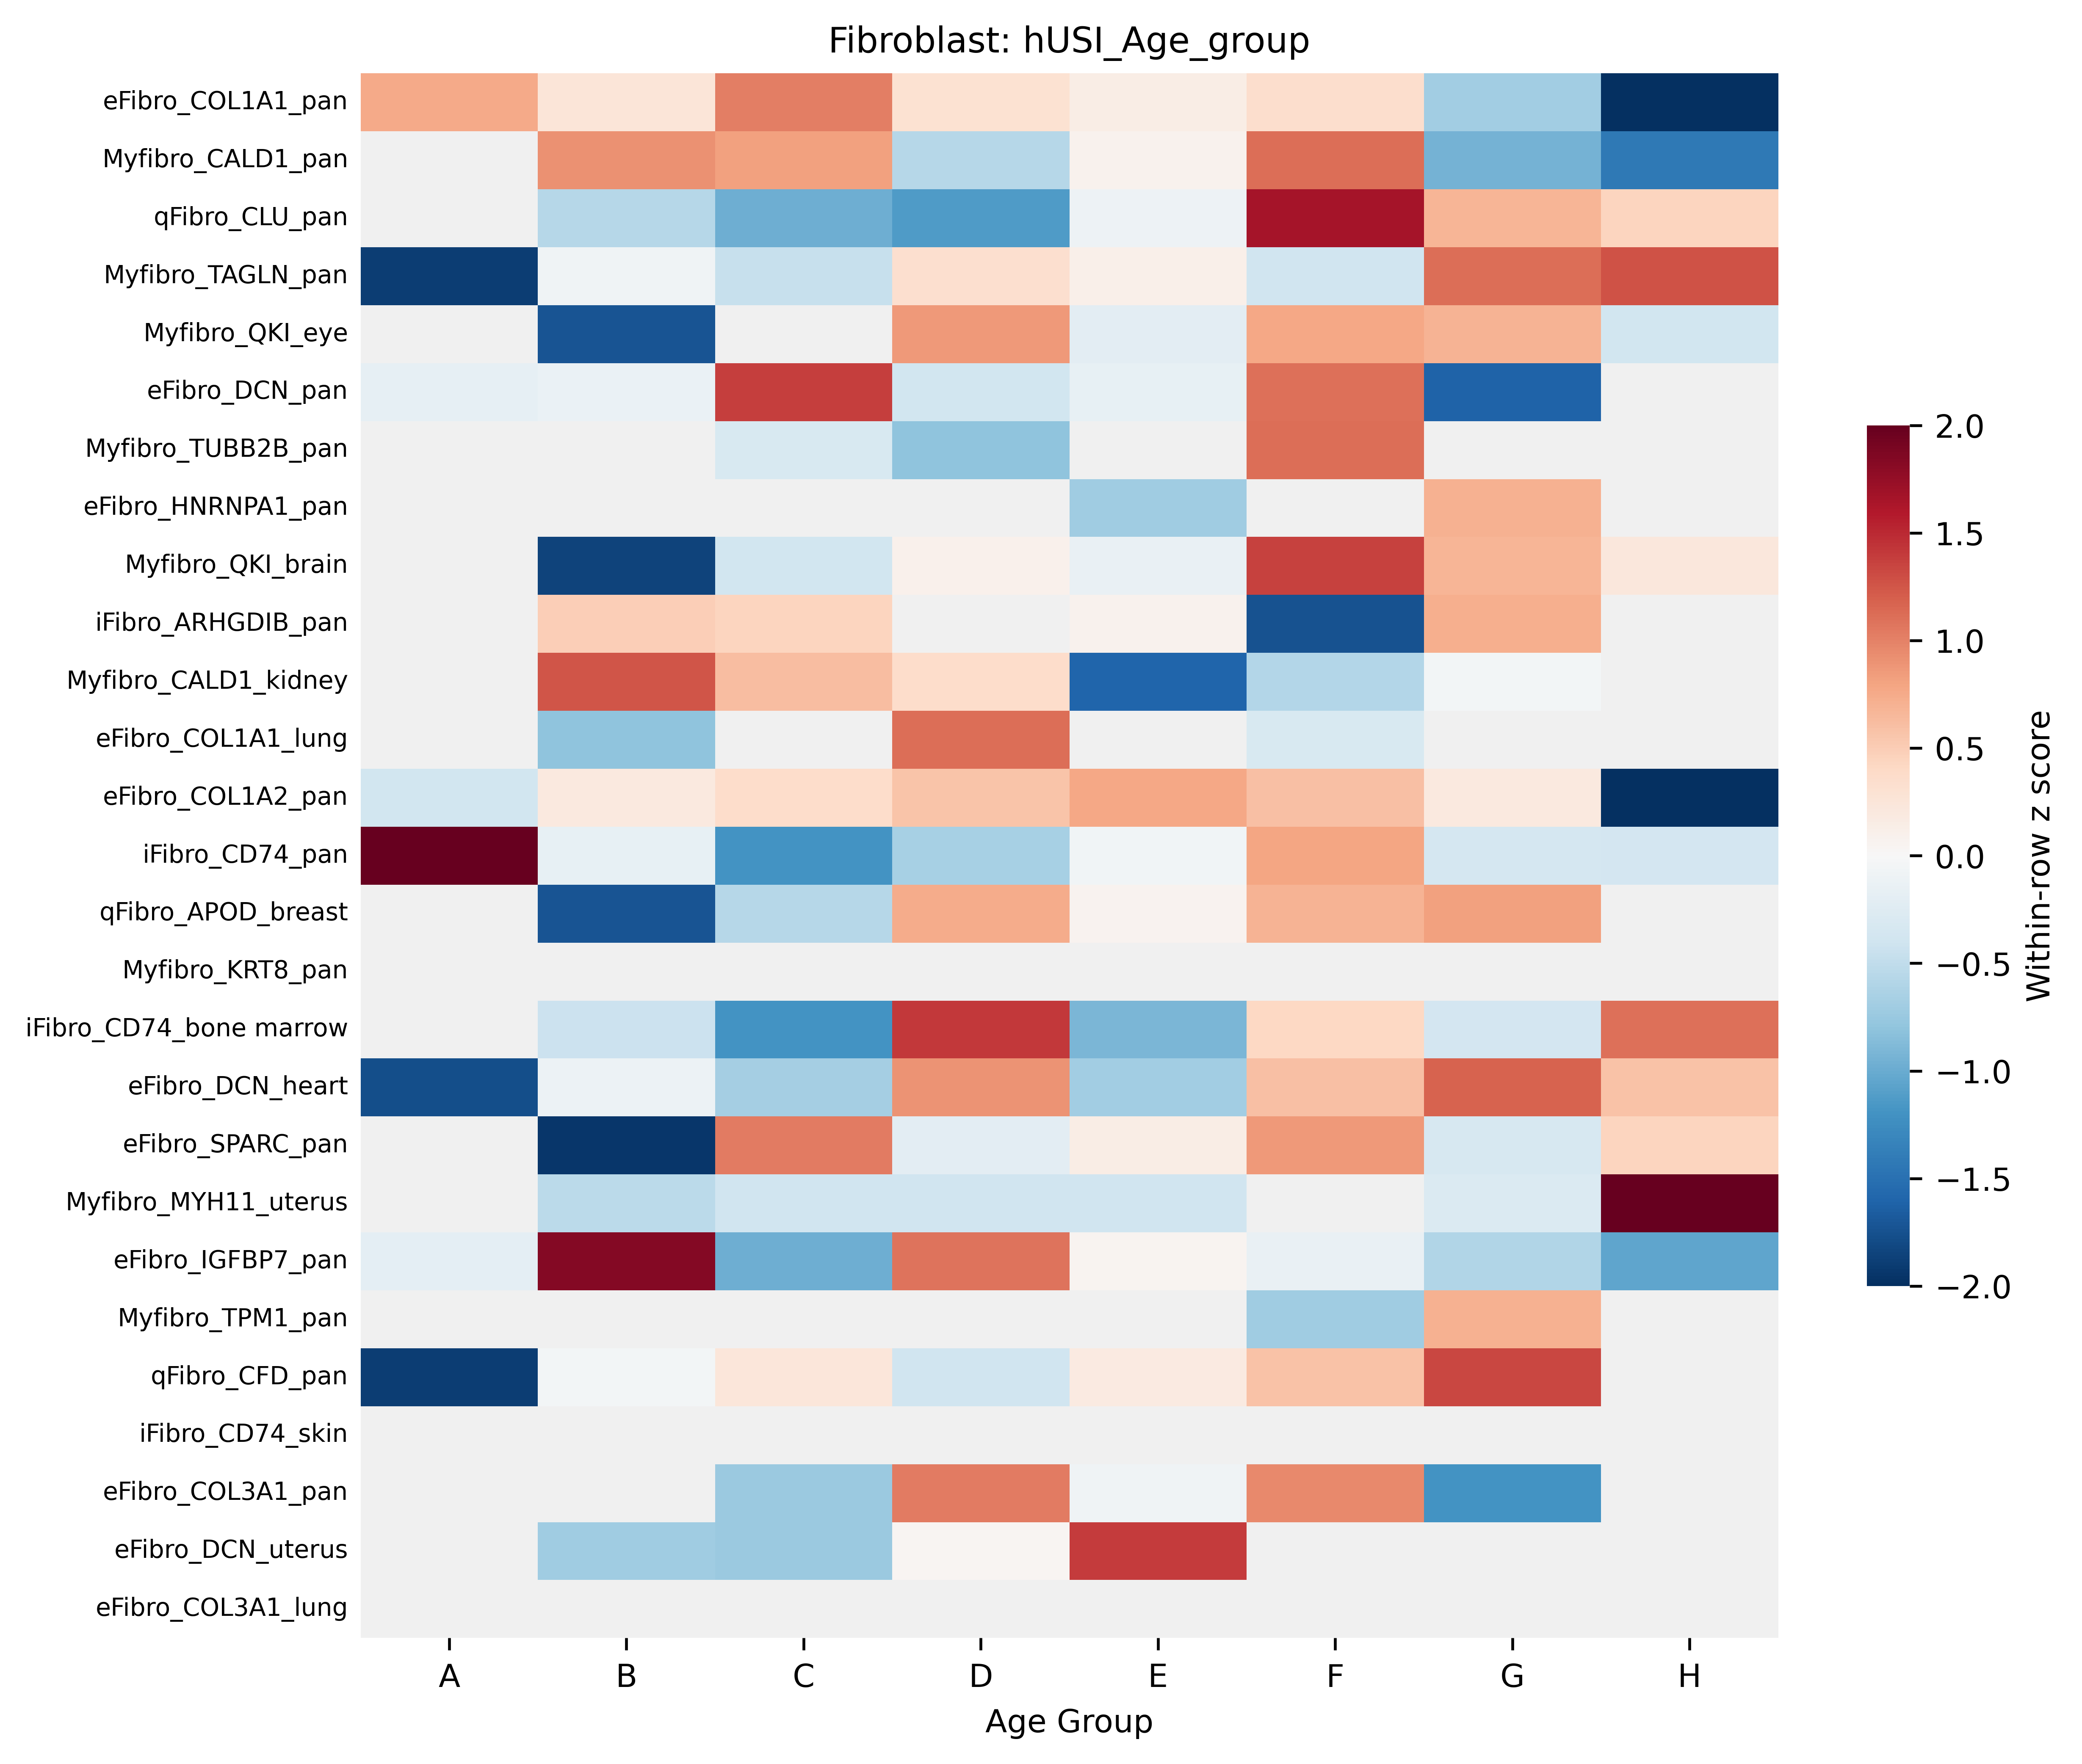 Fibroblast: hUSI_Age_group
eFibro_COL1A1_pan
Myfibro_CALD1_pan
qFibro_CLU_pan
Myfibro_TAGLN_pan
Myfibro_QKI_eye
eFibro_DCN_pan
Myfibro_TUBB2B_pan
eFibro_HNRNPA1_pan
Myfibro_QKI_brain
iFibro_ARHGDIB_pan
Myfibro_CALD1_kidney
eFibro_COL1A1_lung
eFibro_COL1A2_pan
iFibro_CD74_pan
qFibro_APOD_breast
Myfibro_KRT8_pan
iFibro_CD74_bone marrow
eFibro_DCN_heart
eFibro_SPARC_pan
Myfibro_MYH11_uterus
eFibro_IGFBP7_pan
Myfibro_TPM1_pan
qFibro_CFD_pan
iFibro_CD74_skin
eFibro_COL3A1_pan
eFibro_DCN_uterus
eFibro_COL3A1_lung
A B C D E F G H
Age Group
2.0
1.5
1.0
0.5
0.0
−0.5
−1.0
−1.5
−2.0
Within-row z score